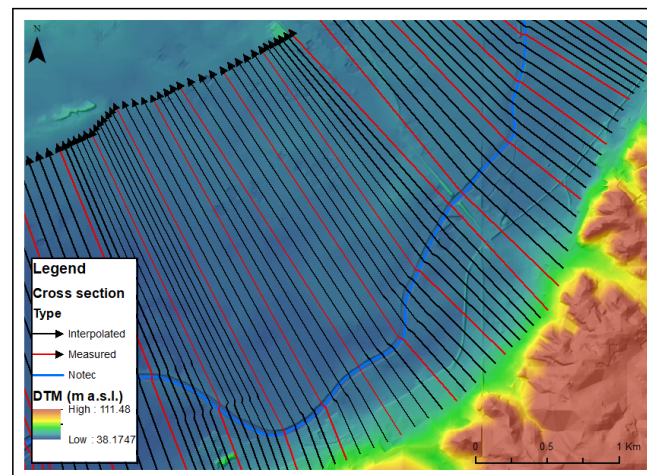 N
Legend
Cross section
Type
Interpolated
Measured
Notec
DTM (m a.s.l.)
High : 111.48
Low : 38.1747
0 0.5 1 Km